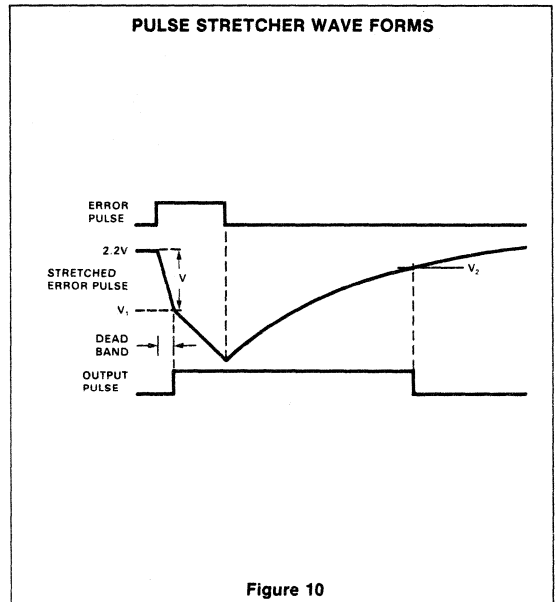 PULSE STRETCHER WAVE FORMS
ERROR
PULSE
2.2V
STRETCHED
ERROR PULSE
V
V₂
V₁
DEAD
BAND
OUTPUT
PULSE
Figure 10